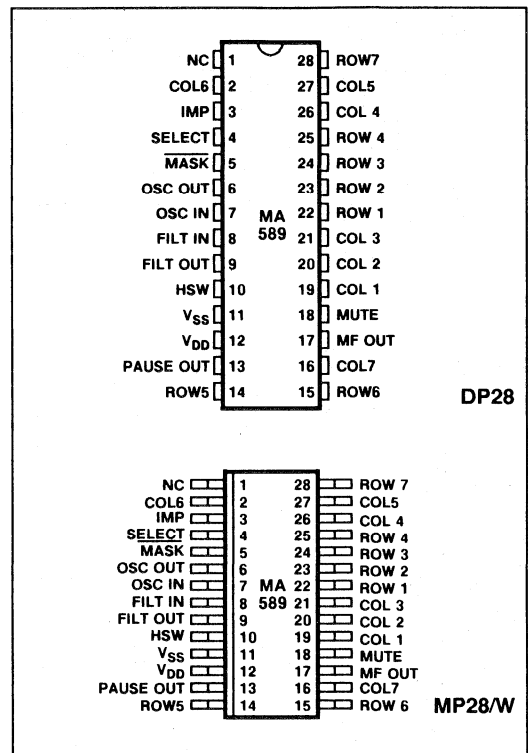 NC 1 28 ROW7
COL6 2 27 COL5
IMP 3 26 COL 4
SELECT 4 25 ROW 4
MASK 5 24 ROW 3
OSC OUT 6 23 ROW 2
OSC IN 7 MA 22 ROW 1
FILT IN 8 589 21 COL 3
FILT OUT 9 20 COL 2
HSW 10 19 COL 1
VSS 11 18 MUTE
VDD 12 17 MF OUT
PAUSE OUT 13 16 COL7
ROW5 14 15 ROW6
DP28
NC 1 28 ROW 7
COL6 2 27 COL5
IMP 3 26 COL 4
SELECT 4 25 ROW 4
MASK 5 24 ROW 3
OSC OUT 6 23 ROW 2
OSC IN 7 MA 22 ROW 1
FILT IN 8 589 21 COL 3
FILT OUT 9 20 COL 2
HSW 10 19 COL 1
VSS 11 18 MUTE
VDD 12 17 MF OUT
PAUSE OUT 13 16 COL7
ROW5 14 15 ROW 6
MP28/W